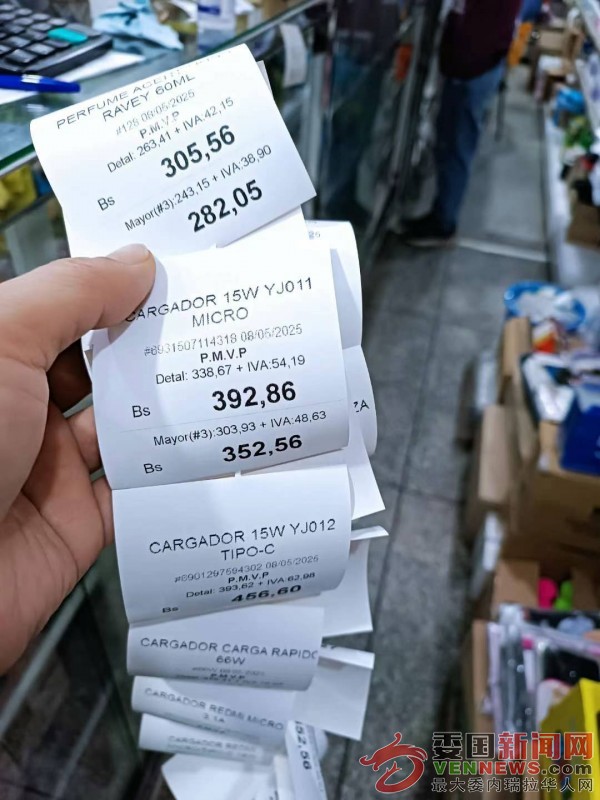 PERFUME ACEITE
RAVEY 60ML
#126 08/05/2025
P.M.V.P
Detal: 263,41 + IVA:42,15
Bs
305,56
Mayor(#3):243,15 + IVA:38,90
282,05
CARGADOR 15W YJ011
MICRO
#6931507114318 08/05/2025
P.M.V.P
Detal: 338,67 + IVA:54,19
Bs
392,86
Mayor(#3):303,93 + IVA:48,63
Bs
352,56
CARGADOR 15W YJ012
TIPO-C
#6901297594302 08/05/2025
P.M.V.P
Detal: 393,62 + IVA:62,98
Bs
456,60
CARGADOR CARGA RAPIDO
66W
P.M.V.P
CARGADOR REDMI MICRO
3.1A
CARGADOR
委国新闻网
VENNEWS.COM
最大委内瑞拉华人网